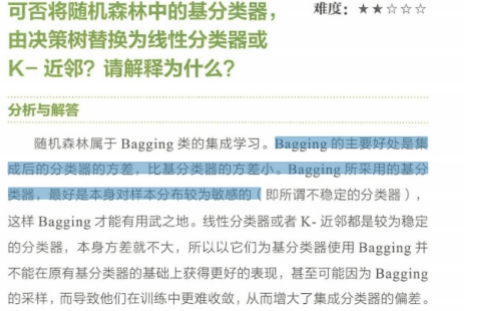 可否将随机森林中的基分类器，
难度：★★☆☆☆
由决策树替换为线性分类器或
K- 近邻？请解释为什么？
分析与解答
随机森林属于 Bagging 类的集成学习。Bagging 的主要好处是集
成后的分类器的方差，比基分类器的方差小。Bagging 所采用的基分
类器，最好是本身对样本分布较为敏感的（即所谓不稳定的分类器），
这样 Bagging 才能有用武之地。线性分类器或者 K- 近邻都是较为稳定
的分类器，本身方差就不大，所以以它们为基分类器使用 Bagging 并
不能在原有基分类器的基础上获得更好的表现，甚至可能因为 Bagging
的采样，而导致他们在训练中更难收敛，从而增大了集成分类器的偏差。